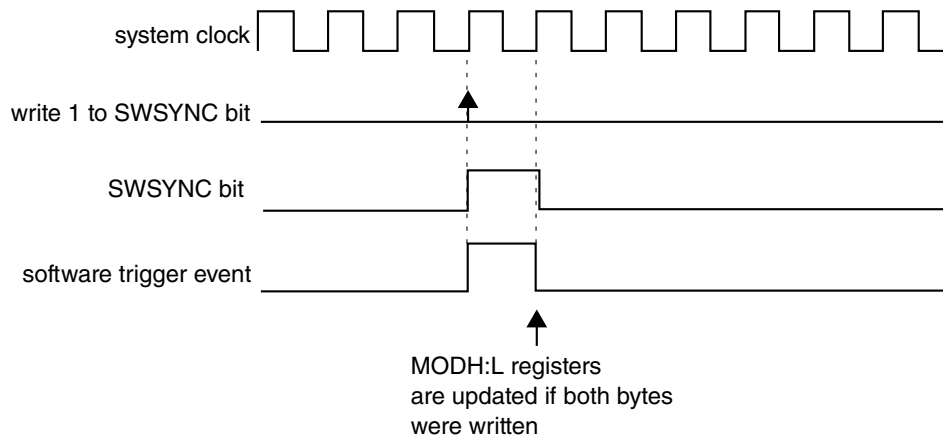 system clock
write 1 to SWSYNC bit
SWSYNC bit
software trigger event
MODH:L registers
are updated if both bytes
were written